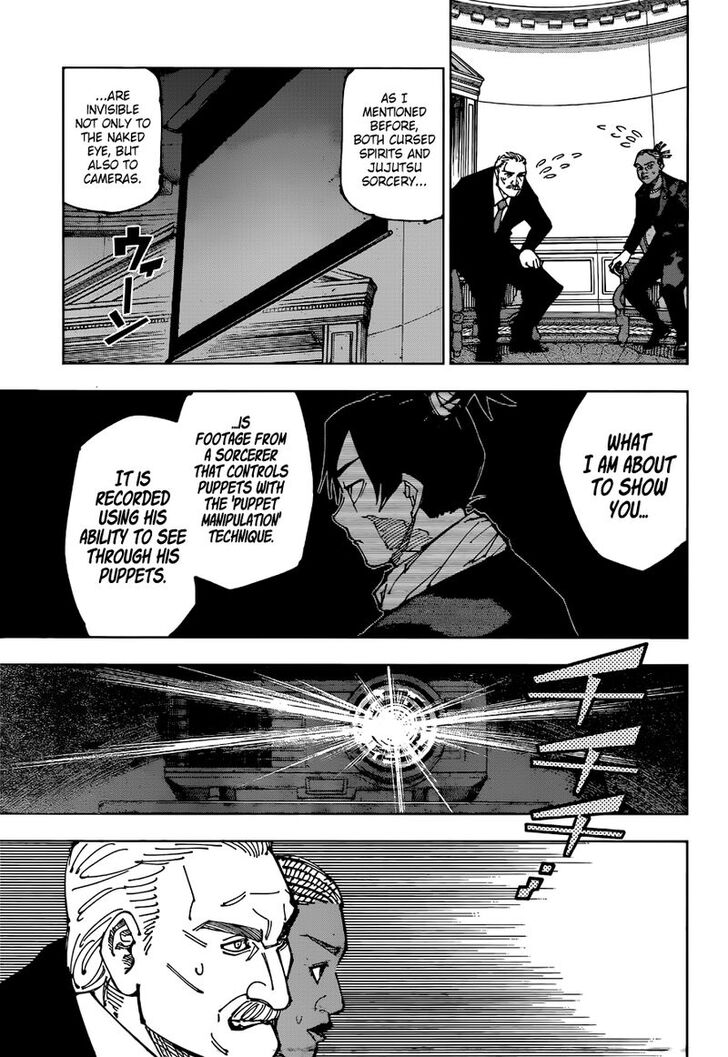 AS I
MENTIONED
BEFORE,
BOTH CURSED
SPIRITS AND
JUJUTSU
SORCERY...
...ARE
INVISIBLE
NOT ONLY TO
THE NAKED
EYE, BUT
ALSO TO
CAMERAS.
ウィーン
WHAT
I AM ABOUT
TO SHOW
YOU...
...IS
FOOTAGE FROM
A SORCERER
THAT CONTROLS
PUPPETS WITH
THE 'PUPPET
MANIPULATION'
TECHNIQUE.
IT IS
RECORDED
USING HIS
ABILITY TO SEE
THROUGH HIS
PUPPETS.
チチチ...